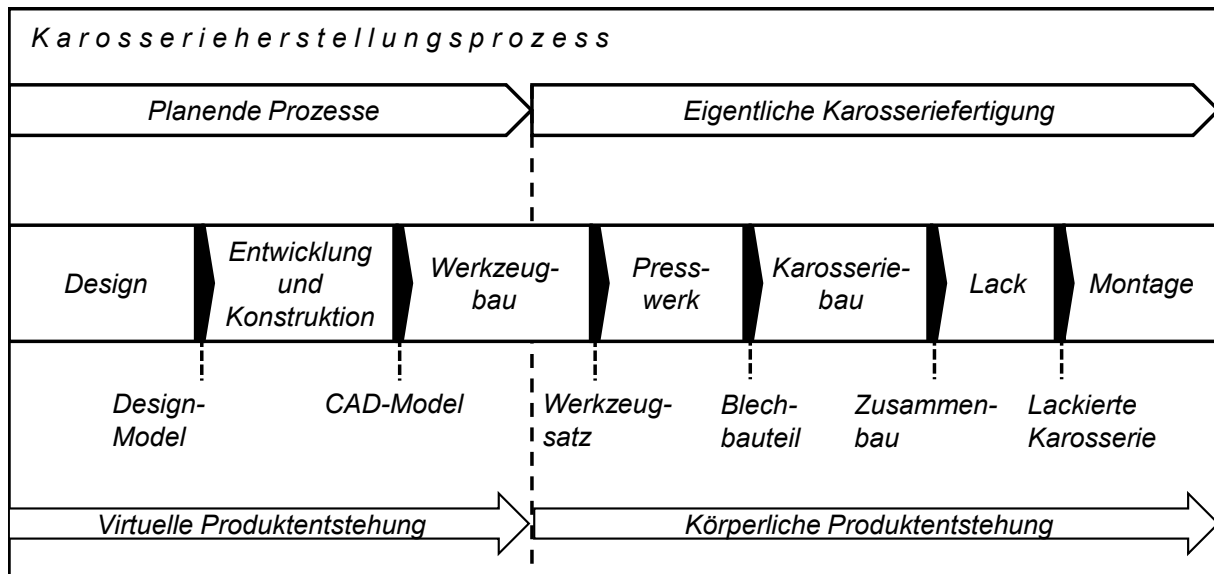 Karosserieherstellungsprozess
Planende Prozesse
Eigentliche Karosseriefertigung
Design
Entwicklung
und
Konstruktion
Werkzeug-
bau
Press-
werk
Karosserie-
bau
Lack
Montage
Design-
Model
CAD-Model
Werkzeug-
satz
Blech-
bauteil
Zusammen-
bau
Lackierte
Karosserie
Virtuelle Produktentstehung
Körperliche Produktentstehung